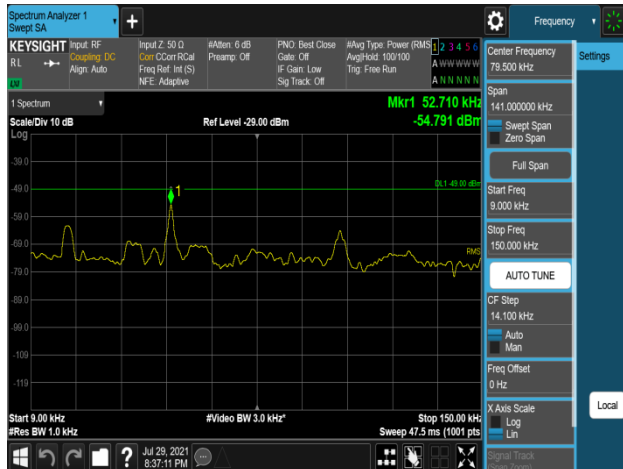 Spectrum Analyzer 1
Swept SA
Frequency
KEYSIGHT
RL
Input: RF
Coupling: DC
Align: Auto
Input Z: 50 Ω
Corr CCorr RCal
Freq Ref: Int (S)
NFE: Adaptive
#Atten: 6 dB
Preamp: Off
PNO: Best Close
Gate: Off
IF Gain: Low
Sig Track: Off
#Avg Type: Power (RMS
Avg|Hold: 100/100
Trig: Free Run
1 2 3 4 5 6
A W W W W W
A N N N N N
1 Spectrum
Scale/Div 10 dB
Log
Ref Level -29.00 dBm
Mkr1 52.710 kHz
-54.791 dBm
-39.0
-49.0
-59.0
-69.0
-79.0
-89.0
-99.0
-109
-119
1
DL1 -49.00 dBm
RMS
Start 9.00 kHz
#Res BW 1.0 kHz
#Video BW 3.0 kHz*
Stop 150.00 kHz
Sweep 47.5 ms (1001 pts
Jul 29, 2021
8:37:11 PM
Center Frequency
79.500 kHz
Settings
Span
141.000000 kHz
Swept Span
Zero Span
Full Span
Start Freq
9.000 kHz
Stop Freq
150.000 kHz
AUTO TUNE
CF Step
14.100 kHz
Auto
Man
Freq Offset
0 Hz
X Axis Scale
Log
Lin
Local
Signal Track
(Span Zoom)